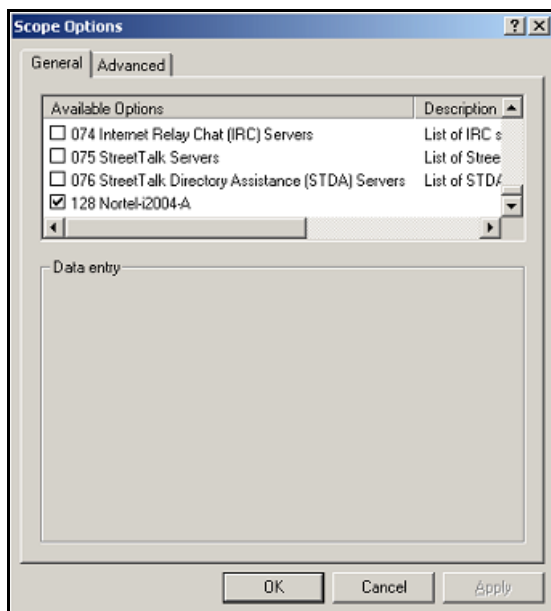 Scope Options
General Advanced
Available Options Description
074 Internet Relay Chat (IRC) Servers List of IRC s
075 StreetTalk Servers List of Stree
076 StreetTalk Directory Assistance (STDA) Servers List of STDA
128 Nortel-i2004-A
Data entry
OK Cancel Apply